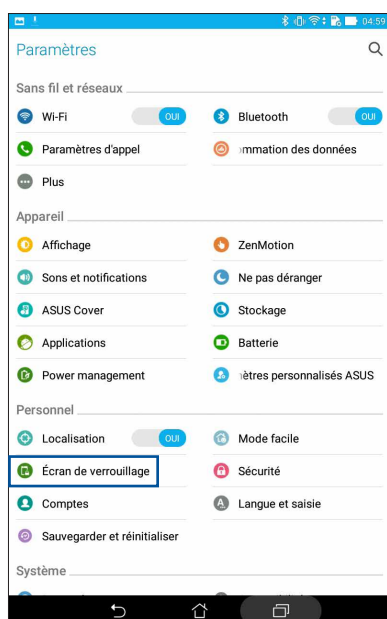 04:59
Paramètres
Sans fil et réseaux
Wi-Fi OUI Bluetooth OUI
Paramètres d'appel mmation des données
Plus
Appareil
Affichage ZenMotion
Sons et notifications Ne pas déranger
ASUS Cover Stockage
Applications Batterie
Power management ètres personnalisés ASUS
Personnel
Localisation OUI Mode facile
Écran de verrouillage Sécurité
Comptes Langue et saisie
Sauvegarder et réinitialiser
Système